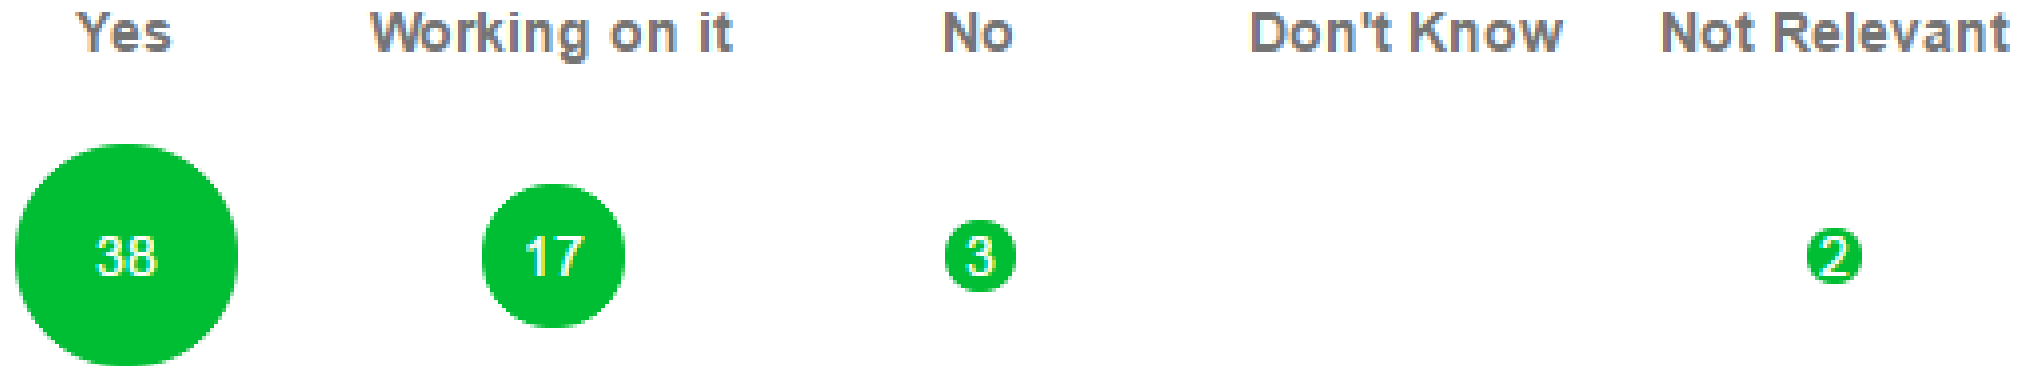 Yes Working on it No Don't Know Not Relevant
38 17 3 2